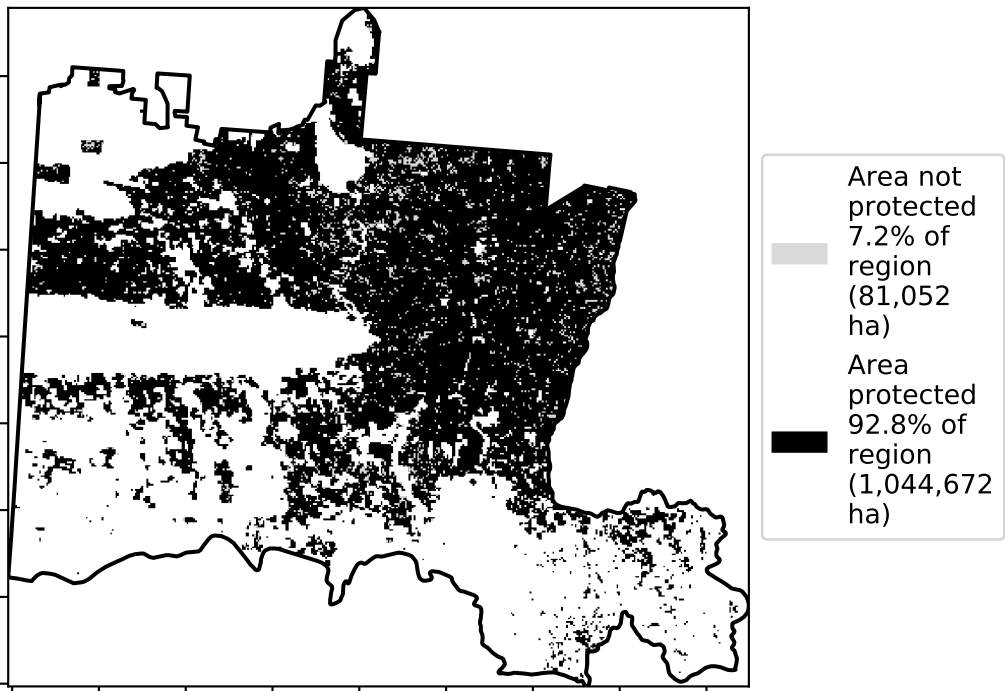 Area not
protected
7.2% of
region
(81,052
ha)
Area
protected
92.8% of
region
(1,044,672
ha)